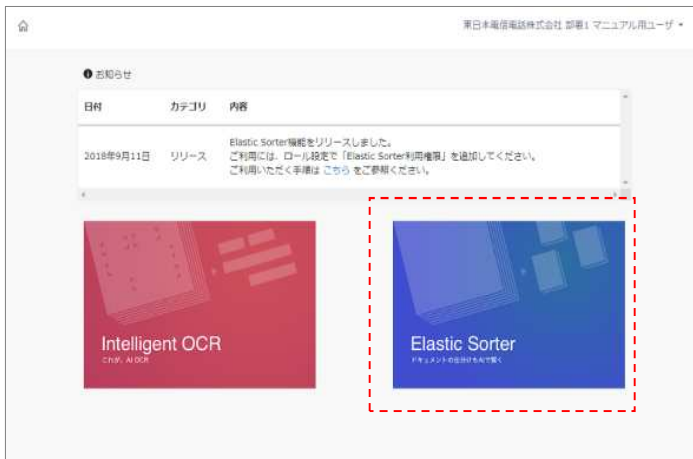 東日本電信電話株式会社 部署1 マニュアル用ユーザ
お知らせ
日付 カテゴリ 内容
Elastic Sorter機能をリリースしました。
2018年9月11日 リリース ご利用には、ロール設定で「Elastic Sorter利用権限」を追加してください。
ご利用いただく手順は こちら をご参照ください。
Intelligent OCR
これが、AI OCR
Elastic Sorter
ドキュメントの仕分けもAIで賢く